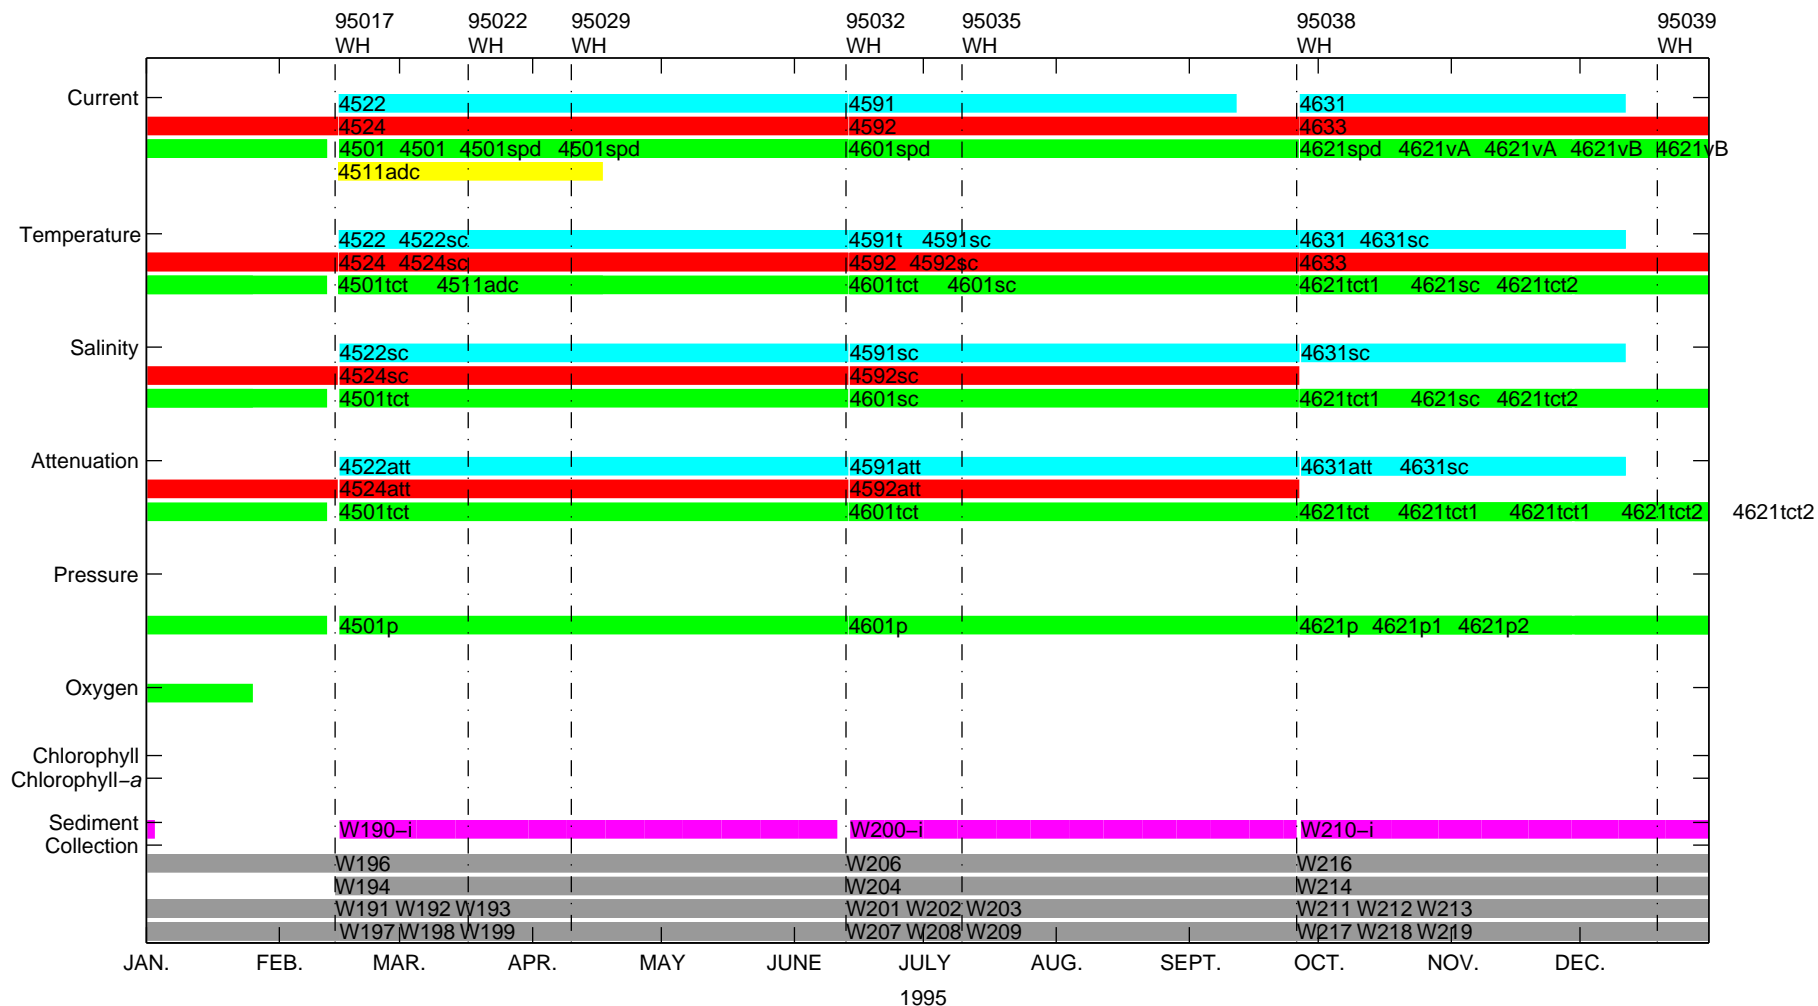 95017 95022 95029 95032 95035 95038 95039
WH WH WH WH WH WH WH
Current
4522 4591 4631
4524 4592 4633
4501 4501 4501spd 4501spd 4601spd 4621spd 4621vA 4621vA 4621vB 4621vB
4511adc
Temperature
4522 4522sc 4591t 4591sc 4631 4631sc
4524 4524sc 4592 4592sc 4633
4501tct 4511adc 4601tct 4601sc 4621tct1 4621sc 4621tct2
Salinity
4522sc 4591sc 4631sc
4524sc 4592sc
4501tct 4601sc 4621tct1 4621sc 4621tct2
Attenuation
4522att 4591att 4631att 4631sc
4524att 4592att
4501tct 4601tct 4621tct 4621tct1 4621tct1 4621tct2 4621tct2
Pressure
4501p 4601p 4621p 4621p1 4621p2
Oxygen
Chlorophyll
Chlorophyll−a
Sediment
Collection
W190−i W200−i W210−i
W196 W206 W216
W194 W204 W214
W191 W192 W193 W201 W202 W203 W211 W212 W213
W197 W198 W199 W207 W208 W209 W217 W218 W219
JAN. FEB. MAR. APR. MAY JUNE JULY AUG. SEPT. OCT. NOV. DEC.
1995